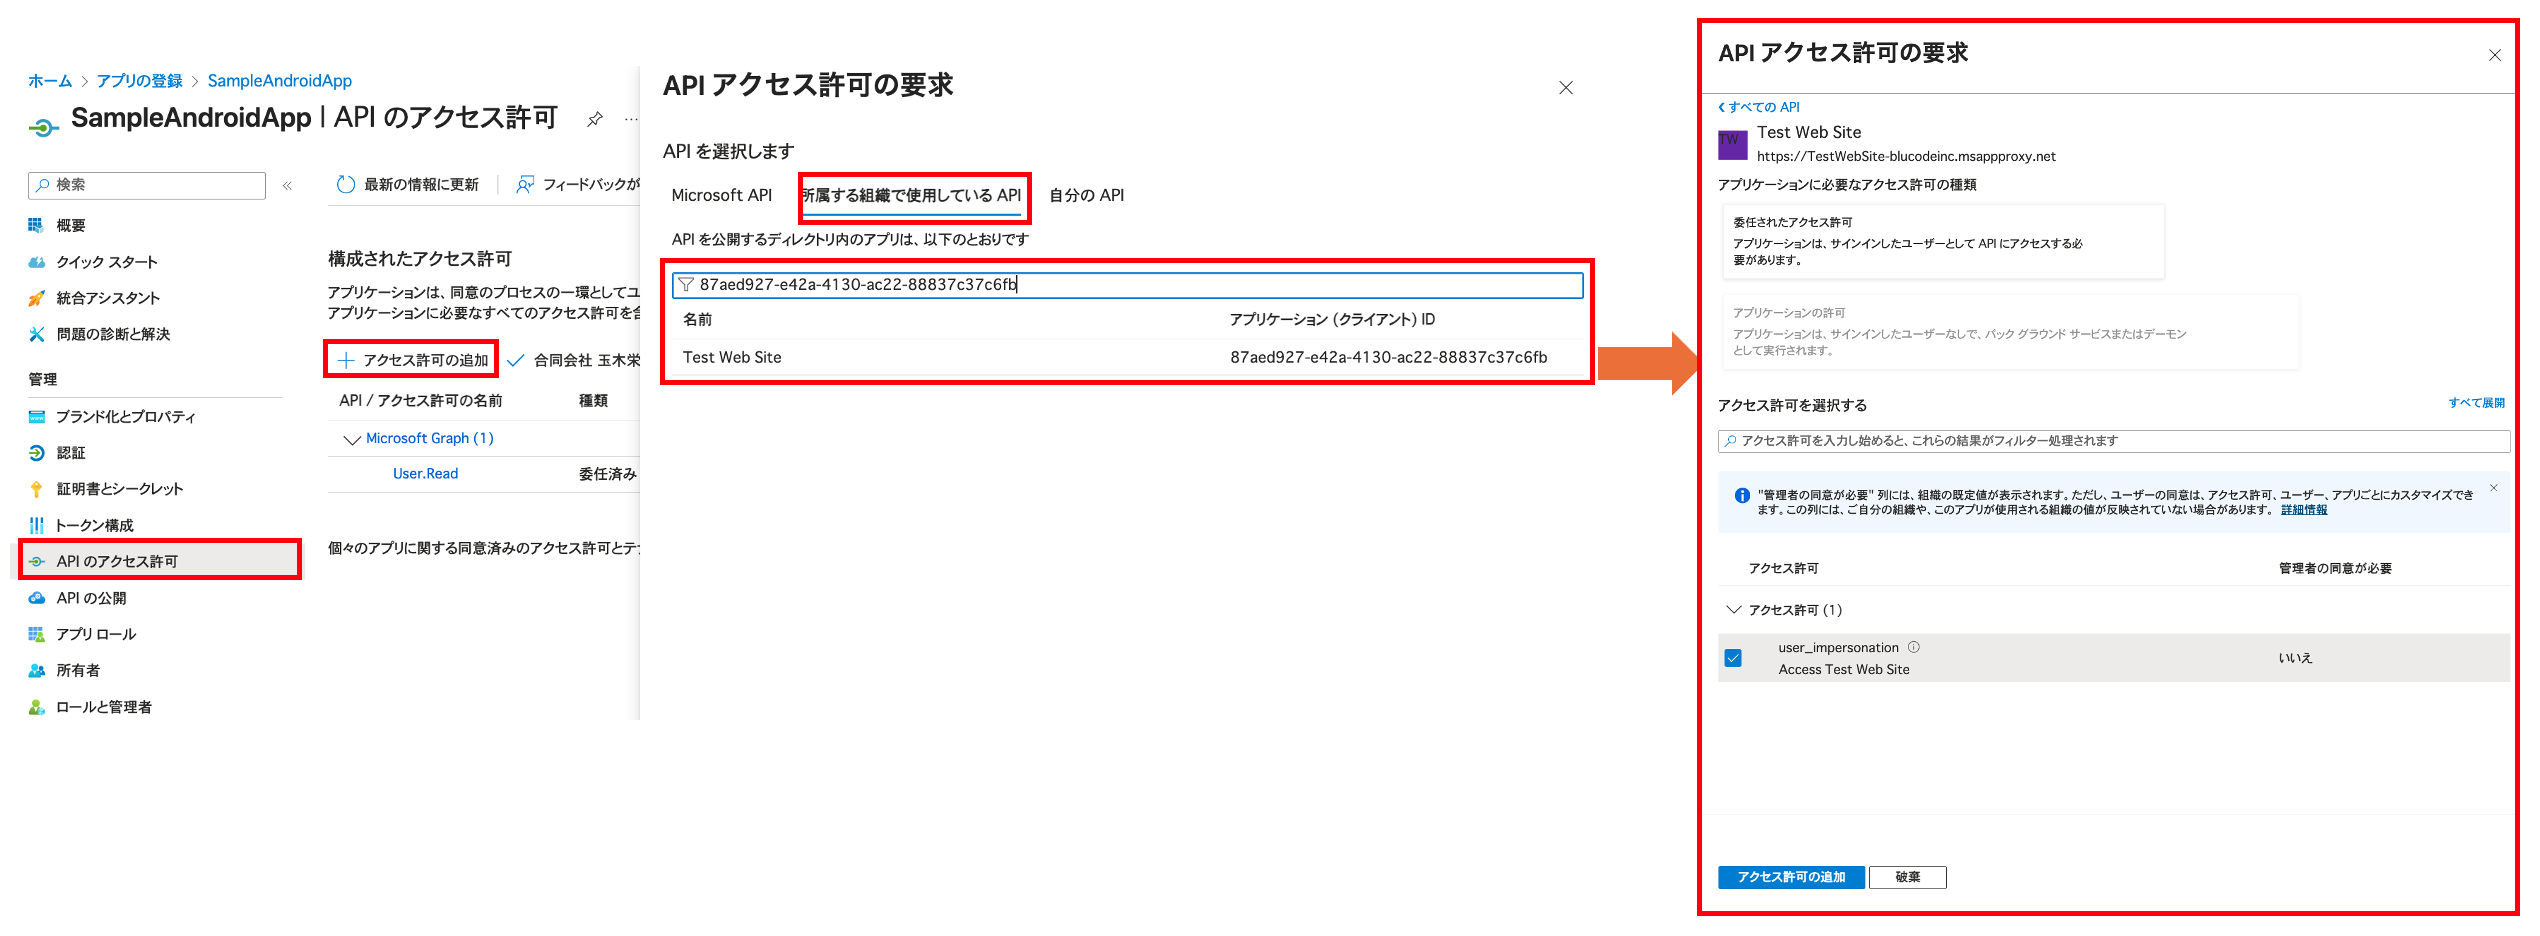 ホーム > アプリの登録 > SampleAndroidApp
SampleAndroidApp | API のアクセス許可
検索
«
概要
クイック スタート
統合アシスタント
問題の診断と解決
管理
ブランド化とプロパティ
認証
証明書とシークレット
トークン構成
API のアクセス許可
API の公開
アプリ ロール
所有者
ロールと管理者
最新の情報に更新
フィードバックが
構成されたアクセス許可
アプリケーションは、同意のプロセスの一環としてユ
アプリケーションに必要なすべてのアクセス許可を含
アクセス許可の追加
合同会社 玉木栄
API / アクセス許可の名前 種類
Microsoft Graph (1)
User.Read 委任済み
個々のアプリに関する同意済みのアクセス許可とテナ
API アクセス許可の要求
API を選択します
Microsoft API 所属する組織で使用している API 自分の API
API を公開するディレクトリ内のアプリは、以下のとおりです
87aed927-e42a-4130-ac22-88837c37c6fb
名前 アプリケーション (クライアント) ID
Test Web Site 87aed927-e42a-4130-ac22-88837c37c6fb
API アクセス許可の要求
すべての API
TW
Test Web Site
https://TestWebSite-blucodeinc.msappproxy.net
アプリケーションに必要なアクセス許可の種類
委任されたアクセス許可
アプリケーションは、サインインしたユーザーとして API にアクセスする必
要があります。
アプリケーションの許可
アプリケーションは、サインインしたユーザーなしで、バック グラウンド サービスまたはデーモン
として実行されます。
アクセス許可を選択する すべて展開
アクセス許可を入力し始めると、これらの結果がフィルター処理されます
"管理者の同意が必要" 列には、組織の既定値が表示されます。ただし、ユーザーの同意は、アクセス許可、ユーザー、アプリごとにカスタマイズでき
ます。この列には、ご自分の組織や、このアプリが使用される組織の値が反映されていない場合があります。 詳細情報
アクセス許可 管理者の同意が必要
アクセス許可 (1)
user_impersonation
Access Test Web Site
いいえ
アクセス許可の追加 破棄